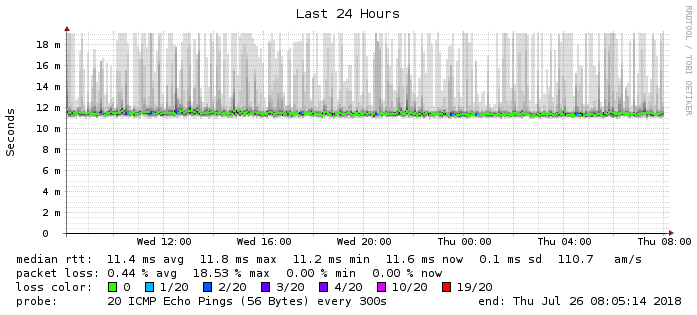 Last 24 Hours
RRDTOOL / TOBI OETIKER
Seconds
18 m
16 m
14 m
12 m
10 m
8 m
6 m
4 m
2 m
0
Wed 12:00 Wed 16:00 Wed 20:00 Thu 00:00 Thu 04:00 Thu 08:00
median rtt: 11.4 ms avg 11.8 ms max 11.2 ms min 11.6 ms now 0.1 ms sd 110.7 am/s
packet loss: 0.44 % avg 18.53 % max 0.00 % min 0.00 % now
loss color: 0 1/20 2/20 3/20 4/20 10/20 19/20
probe: 20 ICMP Echo Pings (56 Bytes) every 300s end: Thu Jul 26 08:05:14 2018